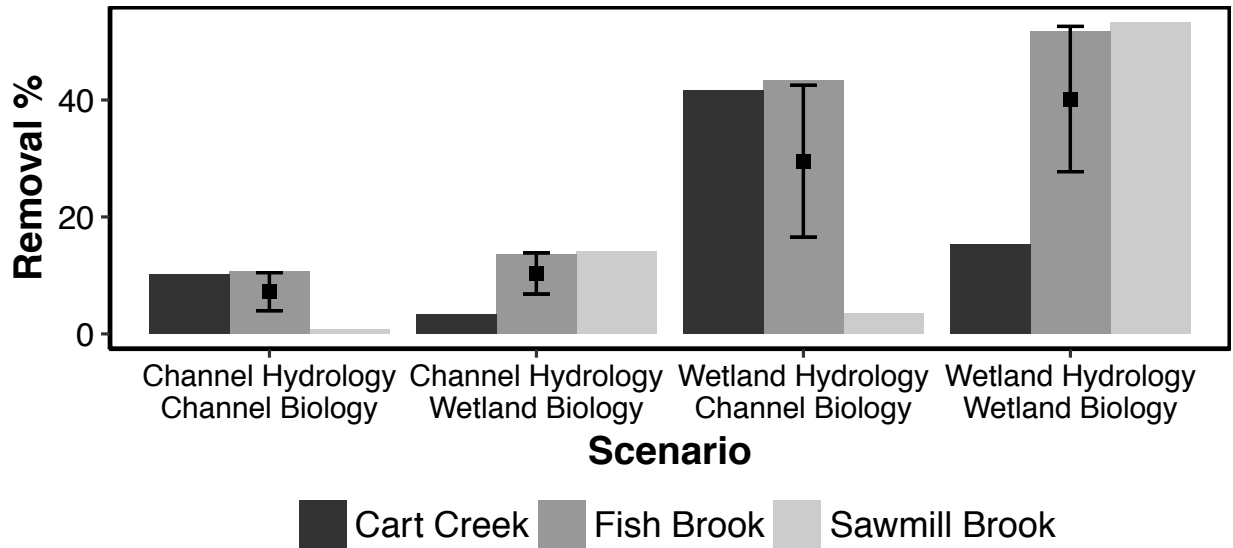 Removal %
40
20
0
Channel Hydrology Channel Biology
Channel Hydrology Wetland Biology
Wetland Hydrology Channel Biology
Wetland Hydrology Wetland Biology
Scenario
Cart Creek Fish Brook Sawmill Brook